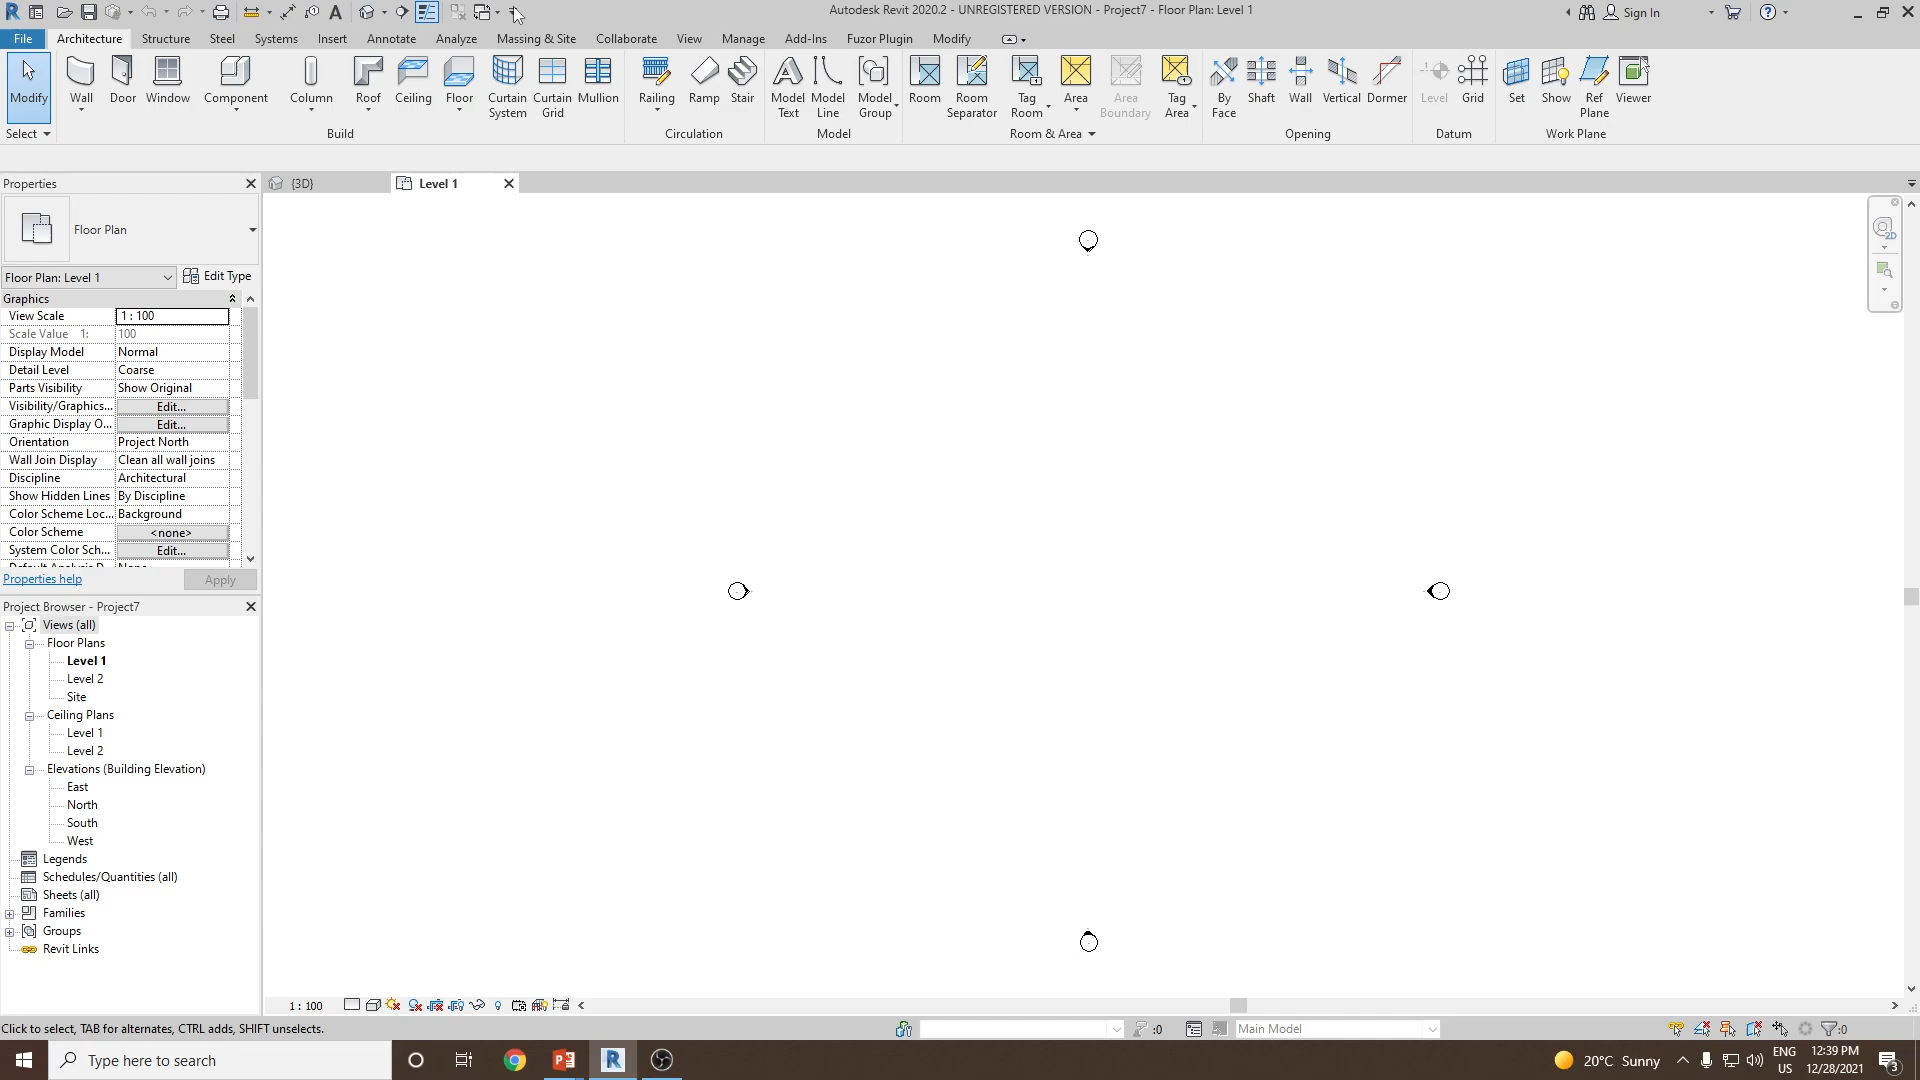 Autodesk Revit 2020.2 - UNREGISTERED VERSION - Project7 - Floor Plan: Level 1
Sign In
File Architecture Structure Steel Systems Insert Annotate Analyze Massing & Site Collaborate View Manage Add-Ins Fuzor Plugin Modify
Modify Wall Door Window Component Column Roof Ceiling Floor Curtain System Curtain Grid Mullion Railing Ramp Stair Model Text Model Line Model Group Room Room Separator Tag Room Area Area Boundary Tag Area By Face Shaft Wall Vertical Dormer Level Grid Set Show Ref Plane Viewer
Select Build Circulation Model Room & Area Opening Datum Work Plane
Properties
{3D}
Level 1
Floor Plan
Floor Plan: Level 1
Edit Type
Graphics
View Scale 1 : 100
Scale Value 1: 100
Display Model Normal
Detail Level Coarse
Parts Visibility Show Original
Visibility/Graphics... Edit...
Graphic Display O... Edit...
Orientation Project North
Wall Join Display Clean all wall joins
Discipline Architectural
Show Hidden Lines By Discipline
Color Scheme Loc... Background
Color Scheme <none>
System Color Sch... Edit...
Properties help
Apply
Project Browser - Project7
Views (all)
Floor Plans
Level 1
Level 2
Site
Ceiling Plans
Level 1
Level 2
Elevations (Building Elevation)
East
North
South
West
Legends
Schedules/Quantities (all)
Sheets (all)
Families
Groups
Revit Links
2D
1 : 100
Click to select, TAB for alternates, CTRL adds, SHIFT unselects.
:0
Main Model
:0
Type here to search
20°C Sunny
ENG
US
12:39 PM
12/28/2021
3